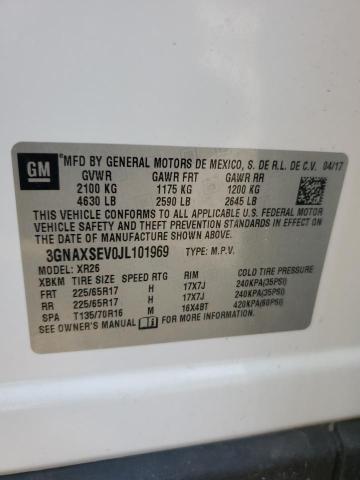 GM
MFD BY GENERAL MOTORS DE MEXICO, S. DE R.L. DE C.V. 04/17
GVWR GAWR FRT GAWR RR
2100 KG 1175 KG 1200 KG
4630 LB 2590 LB 2645 LB
THIS VEHICLE CONFORMS TO ALL APPLICABLE U.S. FEDERAL MOTOR
VEHICLE SAFETY AND THEFT PREVENTION STANDARDS IN EFFECT
ON THE DATE OF MANUFACTURE SHOWN ABOVE.
3GNAXSEV0JL101969 TYPE: M.P.V.
MODEL: XR26
XBKM TIRE SIZE SPEED RTG RIM COLD TIRE PRESSURE
FRT 225/65R17 H 17X7J 240KPA(35PSI)
RR 225/65R17 H 17X7J 240KPA(35PSI)
SPA T135/70R16 M 16X4BT 420KPA(60PSI)
SEE OWNER'S MANUAL FOR MORE INFORMATION.